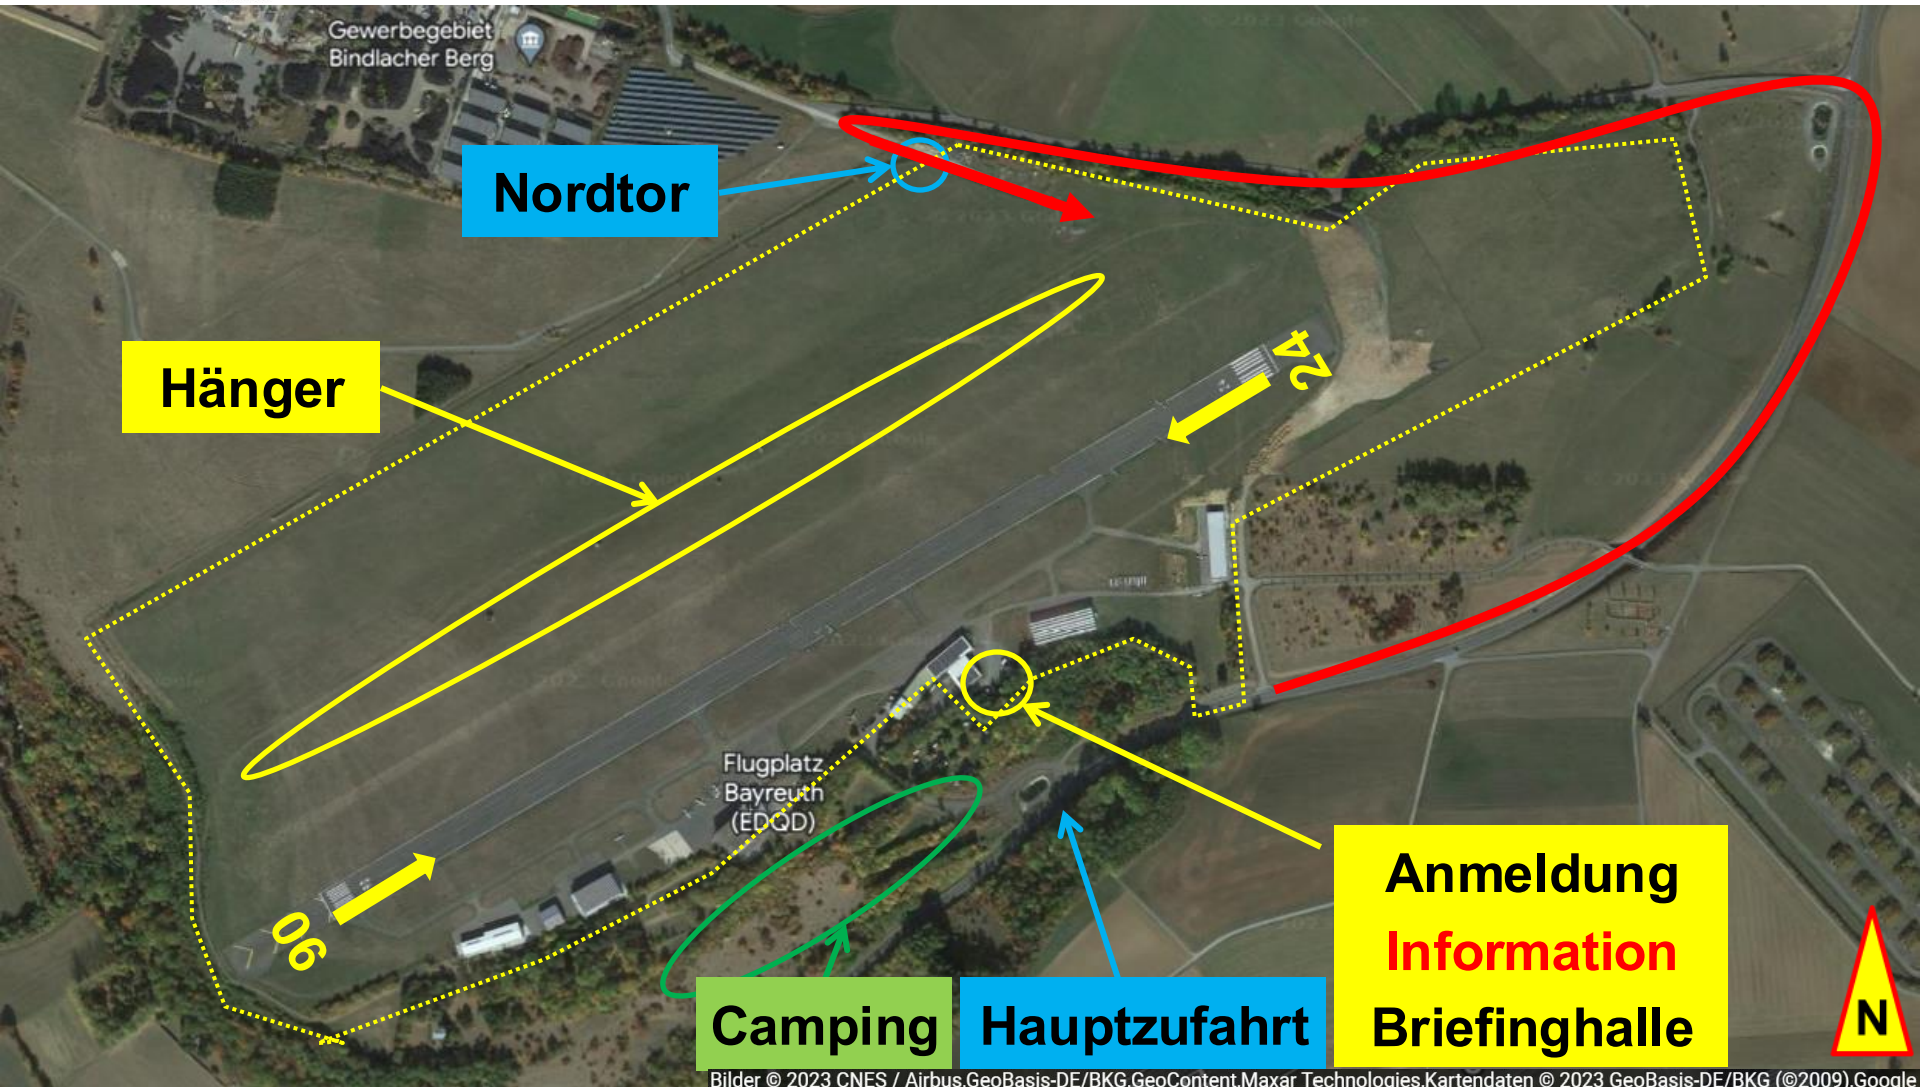 Gewerbegebiet
Bindlacher Berg
Nordtor
Hänger
24
Flugplatz
Bayreuth
(EDQD)
06
Anmeldung
Information
Briefinghalle
Camping
Hauptzufahrt
N
Bilder © 2023 CNES / Airbus,GeoBasis-DE/BKG,GeoContent,Maxar Technologies,Kartendaten © 2023 GeoBasis-DE/BKG (©2009) Google